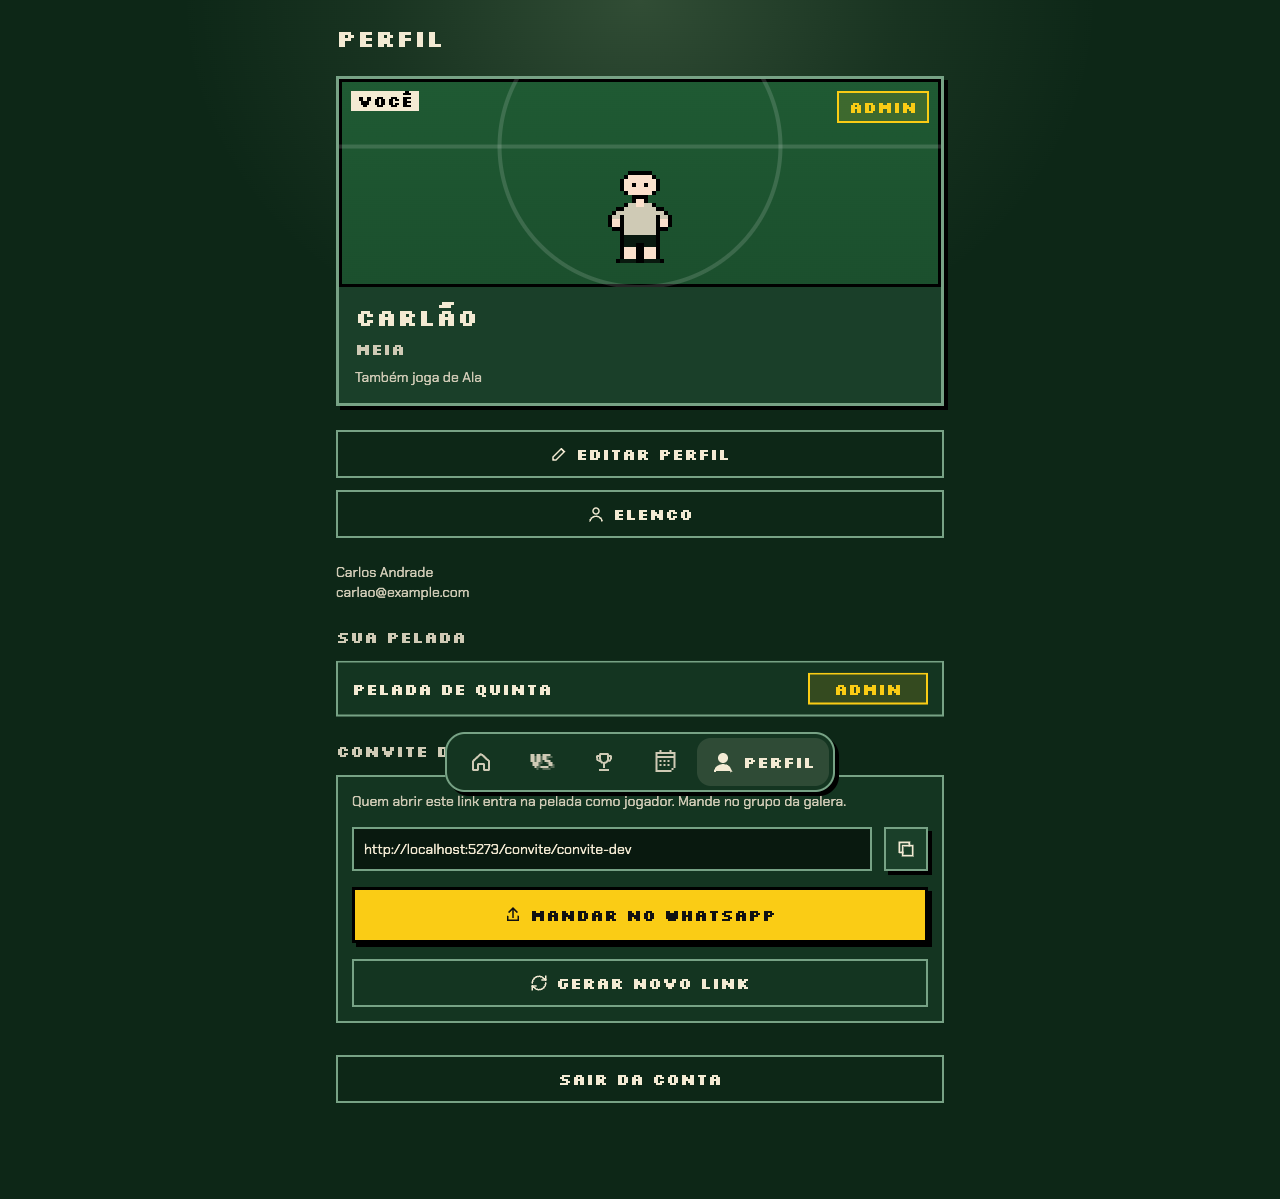 PERFIL
VOCÊ
ADMIN
CARLÃO
MEIA
Também joga de Ala
EDITAR PERFIL
ELENCO
Carlos Andrade
carlao@example.com
SUA PELADA
PELADA DE QUINTA
ADMIN
CONVITE
VS
PERFIL
Quem abrir este link entra na pelada como jogador. Mande no grupo da galera.
http://localhost:5273/convite/convite-dev
MANDAR NO WHATSAPP
GERAR NOVO LINK
SAIR DA CONTA